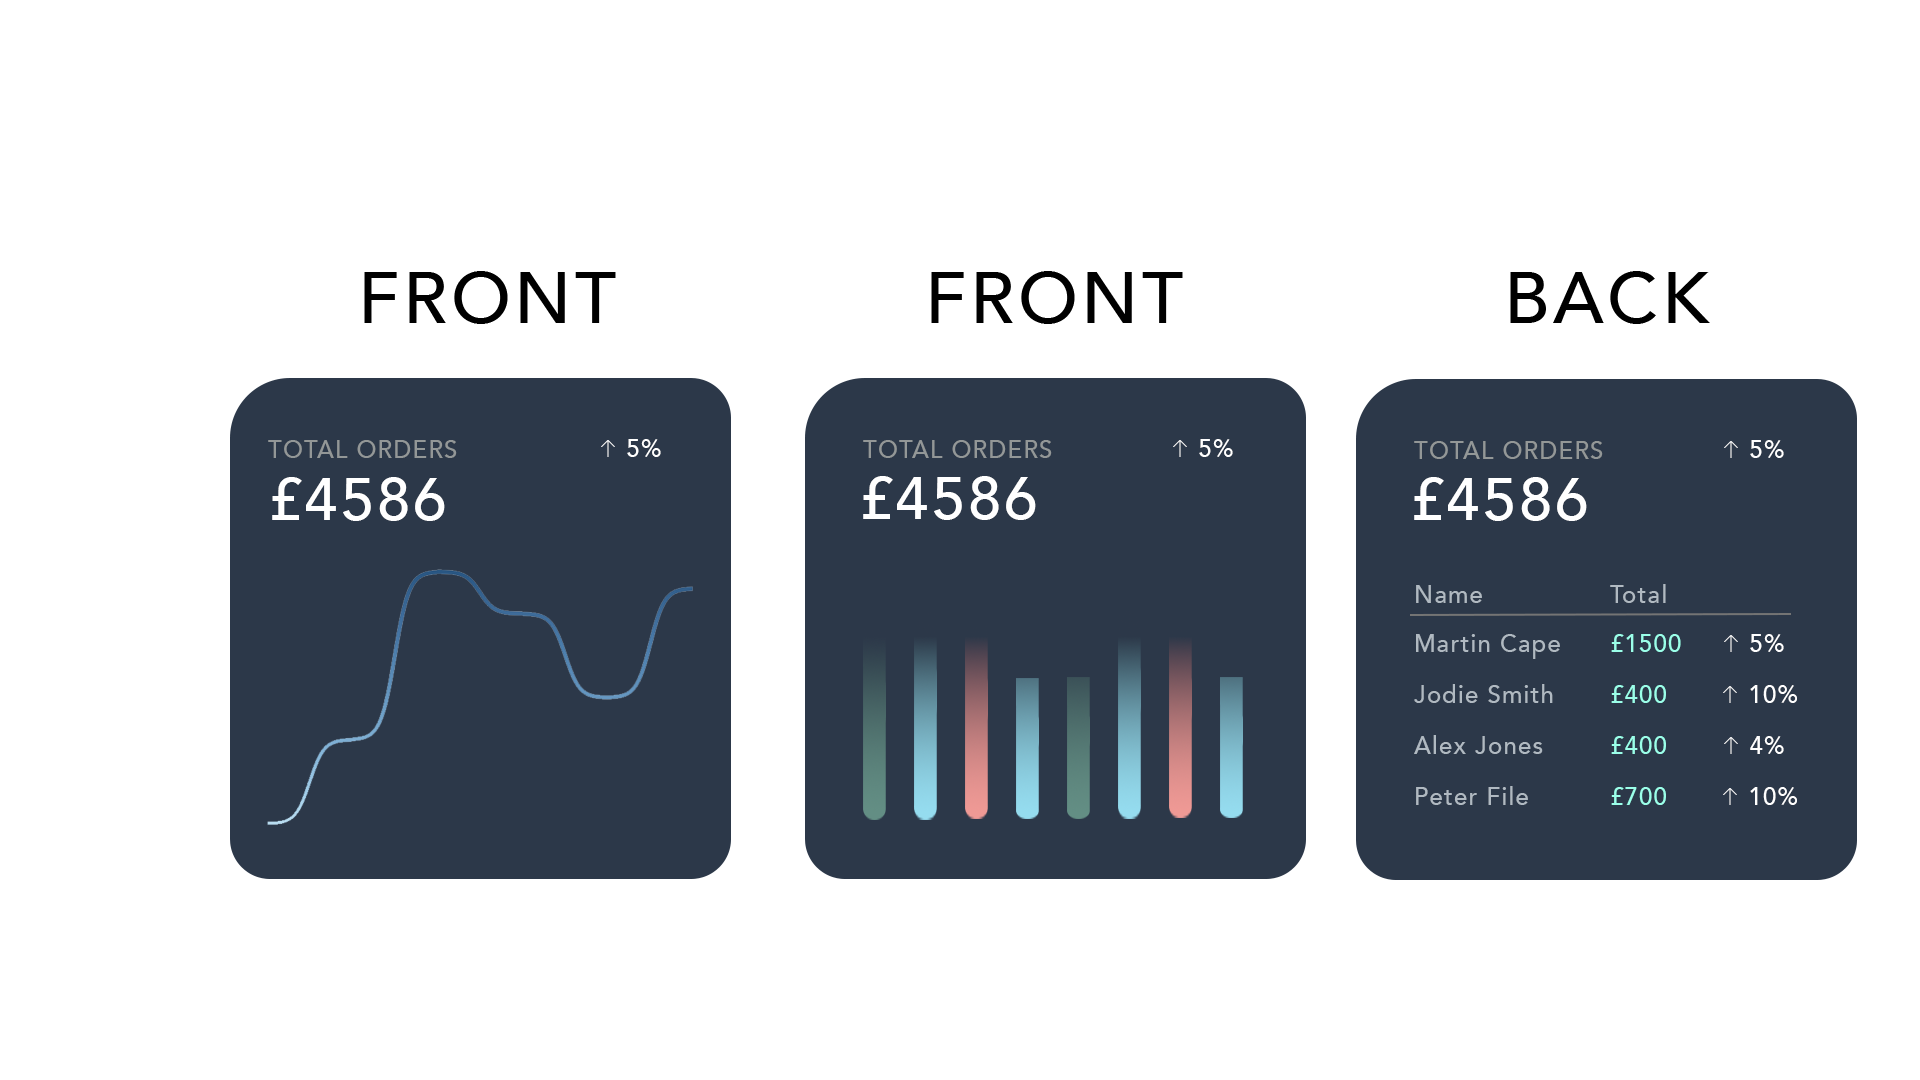 FRONT
TOTAL ORDERS ↑ 5%
£4586
FRONT
TOTAL ORDERS ↑ 5%
£4586
BACK
TOTAL ORDERS ↑ 5%
£4586
Name Total
Martin Cape £1500 ↑ 5%
Jodie Smith £400 ↑ 10%
Alex Jones £400 ↑ 4%
Peter File £700 ↑ 10%